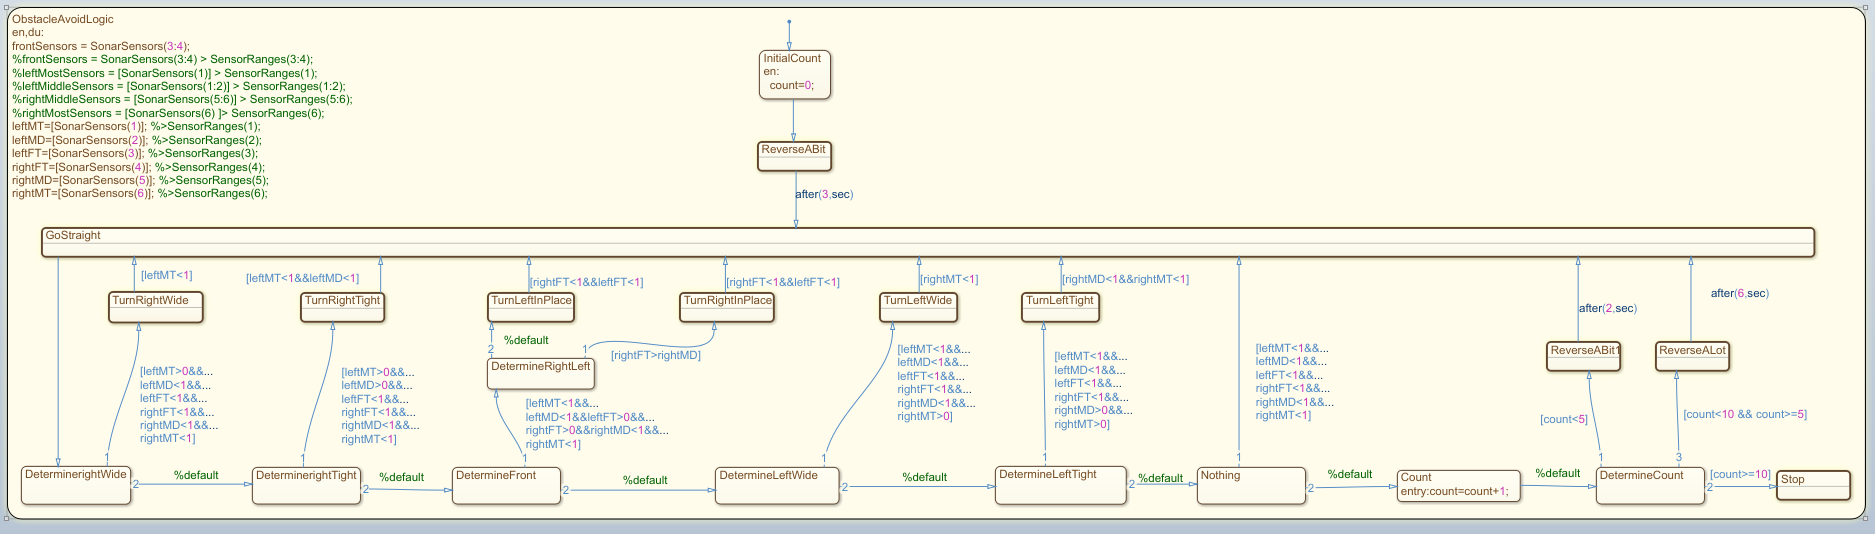 ObstacleAvoidLogic
en,du:
frontSensors = SonarSensors(3:4);
%frontSensors = SonarSensors(3:4) > SensorRanges(3:4);
%leftMostSensors = [SonarSensors(1)] > SensorRanges(1);
%leftMiddleSensors = [SonarSensors(1:2)] > SensorRanges(1:2);
%rightMiddleSensors = [SonarSensors(5:6)] > SensorRanges(5:6);
%rightMostSensors = [SonarSensors(6) ]> SensorRanges(6);
leftMT=[SonarSensors(1)]; %>SensorRanges(1);
leftMD=[SonarSensors(2)]; %>SensorRanges(2);
leftFT=[SonarSensors(3)]; %>SensorRanges(3);
rightFT=[SonarSensors(4)]; %>SensorRanges(4);
rightMD=[SonarSensors(5)]; %>SensorRanges(5);
rightMT=[SonarSensors(6)]; %>SensorRanges(6);
InitialCount
en:
count=0;
ReverseABit
after(3,sec)
GoStraight
[leftMT<1]
[leftMT<1&&leftMD<1]
[rightFT<1&&leftFT<1]
[rightFT<1&&leftFT<1]
[rightMT<1]
[rightMD<1&&rightMT<1]
after(2,sec)
after(6,sec)
TurnRightWide
TurnRightTight
TurnLeftInPlace
TurnRightInPlace
TurnLeftWide
TurnLeftTight
ReverseABit1
ReverseALot
2
%default
1
[rightFT>rightMD]
DetermineRightLeft
[leftMT>0&&...
leftMD<1&&...
leftFT<1&&...
rightFT<1&&...
rightMD<1&&...
rightMT<1]
[leftMT>0&&...
leftMD>0&&...
leftFT<1&&...
rightFT<1&&...
rightMD<1&&...
rightMT<1]
[leftMT<1&&...
leftMD<1&&leftFT>0&&...
rightFT>0&&rightMD<1&&...
rightMT<1]
[leftMT<1&&...
leftMD<1&&...
leftFT<1&&...
rightFT<1&&...
rightMD<1&&...
rightMT>0]
[leftMT<1&&...
leftMD<1&&...
leftFT<1&&...
rightFT<1&&...
rightMD>0&&...
rightMT>0]
[leftMT<1&&...
leftMD<1&&...
leftFT<1&&...
rightFT<1&&...
rightMD<1&&...
rightMT<1]
[count<5]
[count<10 && count>=5]
1
1
1
1
1
1
1
3
DeterminerightWide
2
%default
DeterminerightTight
2
%default
DetermineFront
2
%default
DetermineLeftWide
2
%default
DetermineLeftTight
2
%default
Nothing
2
%default
Count
entry:count=count+1;
%default
DetermineCount
2
[count>=10]
Stop